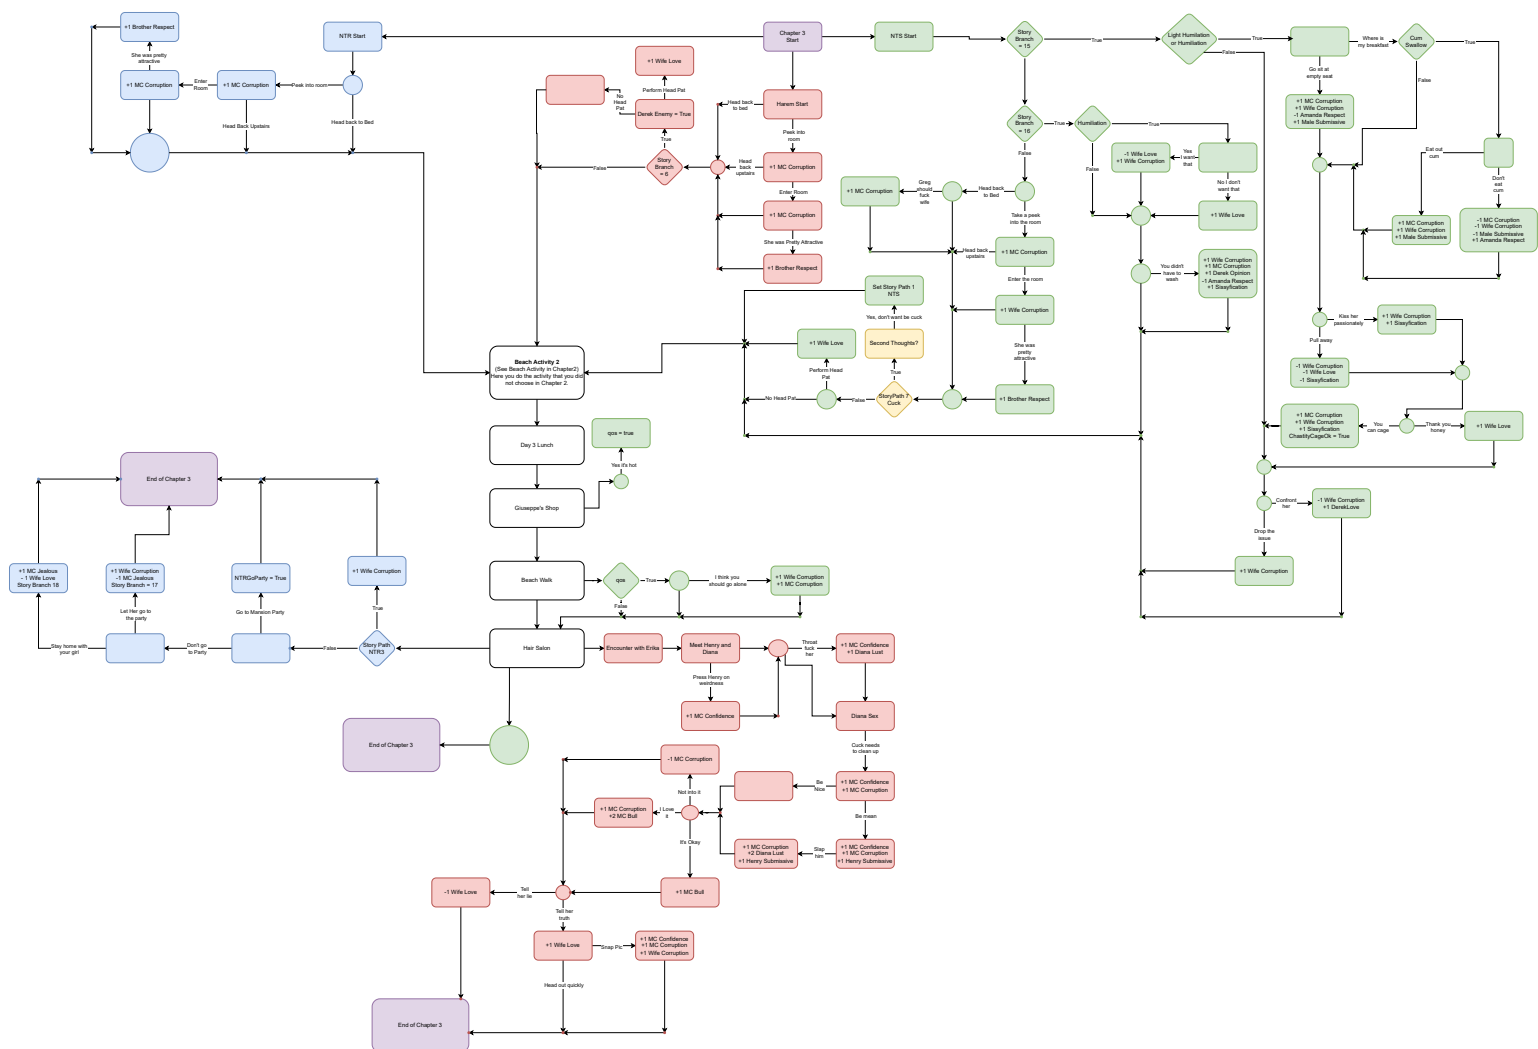 +1 Brother Respect
She was pretty
attractive
+1 MC Corruption
Enter
Room
+1 MC Corruption
Peek into room
NTR Start
Head Back Upstairs
Head back to Bed
Chapter 3
Start
NTS Start
+1 Wife Love
Perform Head Pat
No
Head
Pat
Derek Enemy = True
True
Story
Branch
= 6
False
Head back
to bed
Harem Start
Peek into
room
Head
back
upstairs
+1 MC Corruption
Enter Room
+1 MC Corruption
She was Pretty Attractive
+1 Brother Respect
Story
Branch
= 15
True
Light Humilation
or Humiliation
True
False
Where is
my breakfast
Cum
Swallow
True
False
Go sit at
empty seat
+1 MC Corruption
+1 Wife Corruption
-1 Amanda Respect
+1 Male Submissive
Eat out
cum
Don't
eat
cum
+1 MC Corruption
+1 Wife Corruption
+1 Male Submissive
-1 MC Corruption
-1 Wife Corruption
-1 Male Submissive
+1 Amanda Respect
Story
Branch
= 16
True
Humiliation
True
False
False
-1 Wife Love
+1 Wife Corruption
Yes
I want
that
No I don't
want that
+1 Wife Love
You didn't
have to
wash
+1 Wife Corruption
+1 MC Corruption
+1 Derek Opinion
-1 Amanda Respect
+1 Sissyfication
+1 MC Corruption
Greg
should
fuck
wife
Head back
to Bed
Take a peek
into the room
Head back
upstairs
+1 MC Corruption
Enter the room
+1 Wife Corruption
She was
pretty
attractive
+1 Brother Respect
Set Story Path 1
NTS
Yes, don't want be cuck
Second Thoughts?
True
StoryPath 7
Cuck
False
+1 Wife Love
Perform Head
Pat
No Head Pat
Kiss her
passionately
+1 Wife Corruption
+1 Sissyfication
Pull away
-1 Wife Corruption
-1 Wife Love
-1 Sissyfication
+1 MC Corruption
+1 Wife Corruption
+1 Sissyfication
ChastityCageOk = True
You
can cage
Thank you
honey
+1 Wife Love
Confront
her
-1 Wife Corruption
+1 DerekLove
Drop the
issue
+1 Wife Corruption
Beach Activity 2
(See Beach Activity in Chapter2)
Here you do the activity that you did
not choose in Chapter 2.
Day 3 Lunch
qos = true
Yes it's hot
Giuseppe's Shop
Beach Walk
qos
True
False
I think you
should go alone
+1 Wife Corruption
+1 MC Corruption
Hair Salon
End of Chapter 3
+1 MC Jealous
- 1 Wife Love
Story Branch 18
+1 Wife Corruption
-1 MC Jealous
Story Branch = 17
NTRGoParty = True
+1 Wife Corruption
Let Her go to
the party
Go to Mansion Party
True
Stay home with
your girl
Don't go
to Party
False
Story Path
NTR3
Encounter with Erika
Meet Henry and
Diana
Throat
fuck
her
+1 MC Confidence
+1 Diana Lust
Press Henry on
weirdness
+1 MC Confidence
Diana Sex
Cuck needs
to clean up
End of Chapter 3
-1 MC Corruption
Not into it
Be
Nice
+1 MC Confidence
+1 MC Corruption
+1 MC Corruption
+2 MC Bull
I Love
it
Be mean
It's Okay
+1 MC Corruption
+2 Diana Lust
+1 Henry Submissive
Slap
him
+1 MC Confidence
+1 MC Corruption
+1 Henry Submissive
-1 Wife Love
Tell
her lie
+1 MC Bull
Tell her
truth
+1 Wife Love
Snap Pic
+1 MC Confidence
+1 MC Corruption
+1 Wife Corruption
Head out quickly
End of Chapter 3